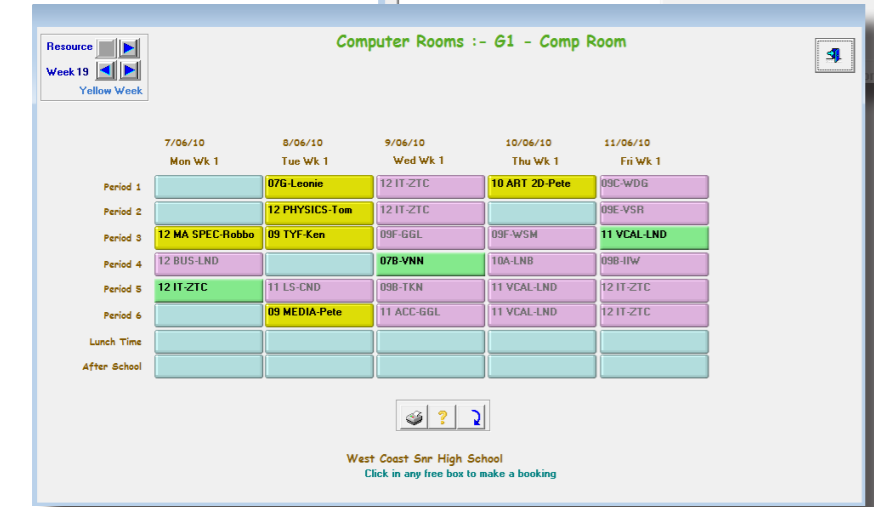 Computer Rooms :- G1 - Comp Room
Resource
Week 19
Yellow Week
7/06/10 8/06/10 9/06/10 10/06/10 11/06/10
Mon Wk 1 Tue Wk 1 Wed Wk 1 Thu Wk 1 Fri Wk 1
Period 1 07G-Leonie 12 IT-ZTC 10 ART 2D-Pete 09C-WDG
Period 2 12 PHYSICS-Tom 12 IT-ZTC 09E-VSR
Period 3 12 MA SPEC-Robbo 09 TYF-Ken 09F-GGL 09F-WSM 11 VCAL-LND
Period 4 12 BUS-LND 07B-VNN 10A-LNB 09B-IIW
Period 5 12 IT-ZTC 11 LS-CND 09B-TKN 11 VCAL-LND 12 IT-ZTC
Period 6 09 MEDIA-Pete 11 ACC-GGL 11 VCAL-LND 12 IT-ZTC
Lunch Time
After School
?
West Coast Snr High School
Click in any free box to make a booking